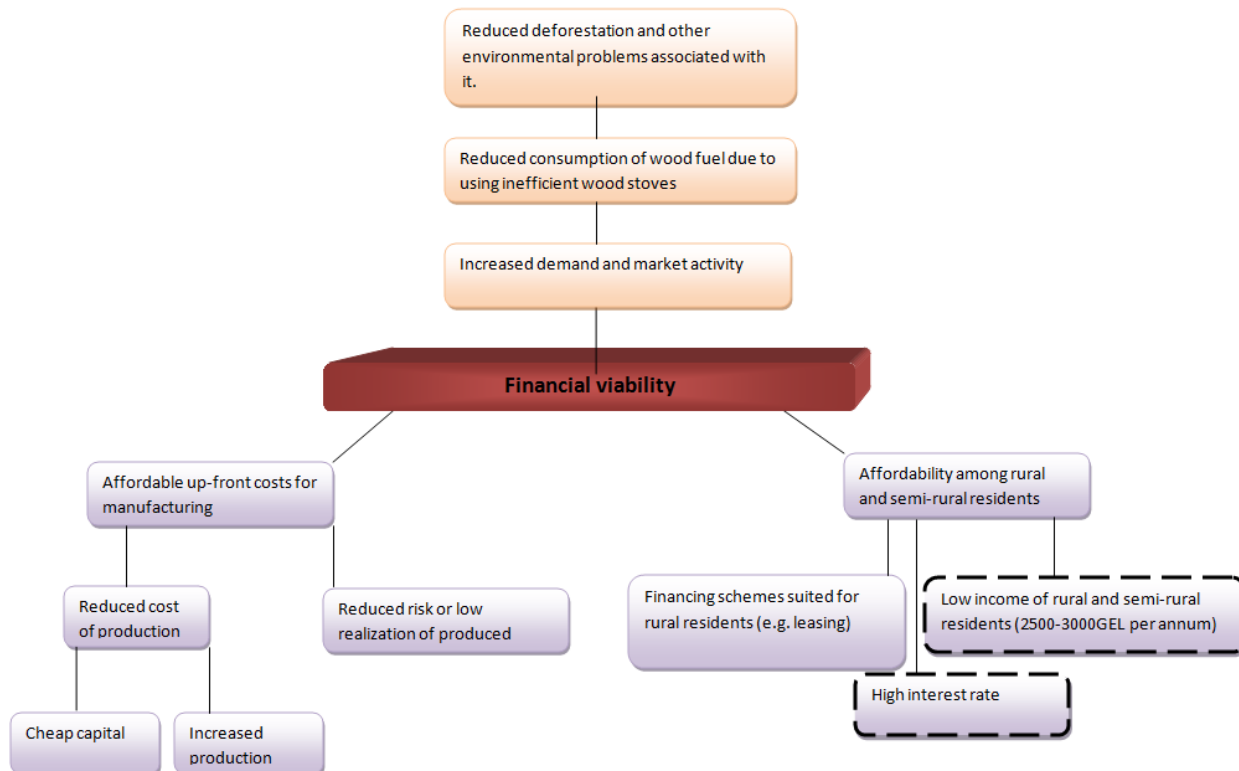 Reduced deforestation and other
environmental problems associated with
it.
Reduced consumption of wood fuel due to
using inefficient wood stoves
Increased demand and market activity
Financial viability
Affordable up-front costs for
manufacturing
Affordability among rural
and semi-rural residents
Reduced cost
of production
Reduced risk or low
realization of produced
Financing schemes suited for
rural residents (e.g. leasing)
Low income of rural and semi-rural
residents (2500-3000GEL per annum)
High interest rate
Cheap capital
Increased
production